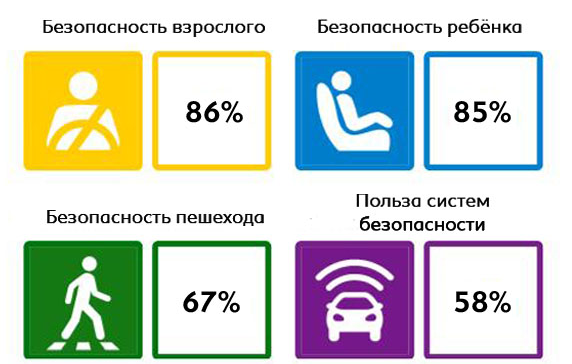 Безопасность взрослого
Безопасность ребёнка
86%
85%
Безопасность пешехода
Польза систем
безопасности
67%
58%